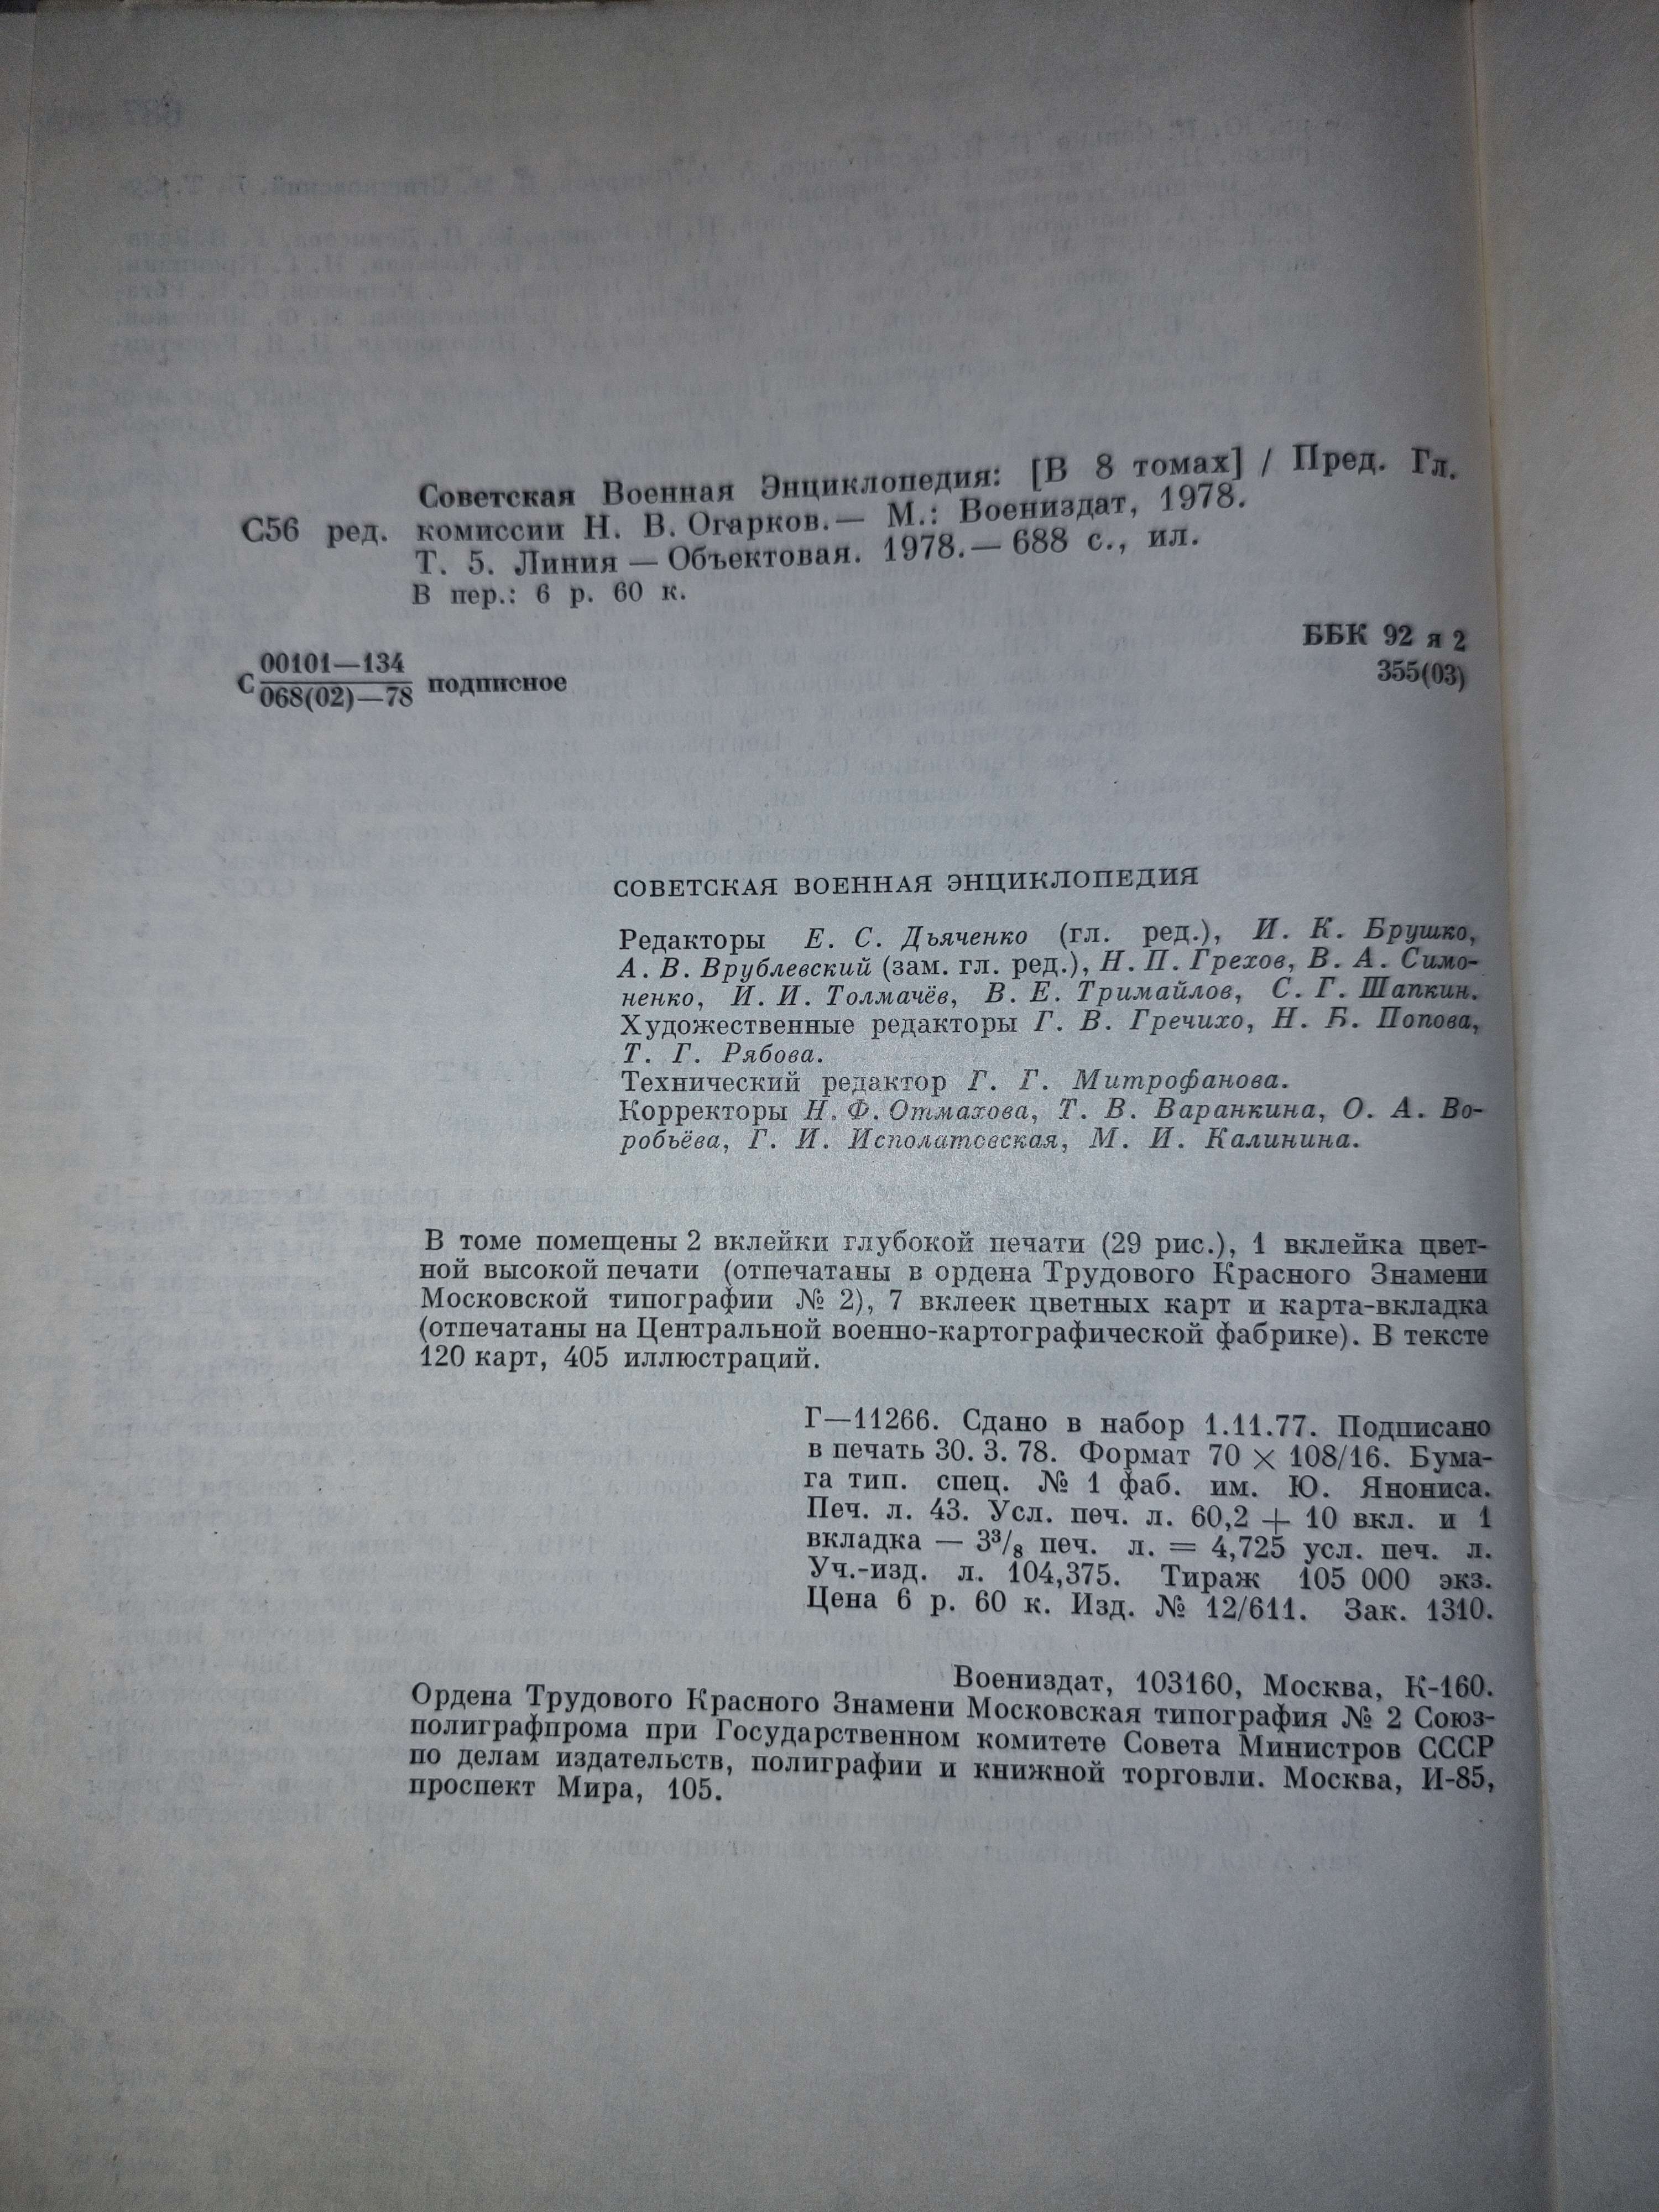 Советская Военная Энциклопедия: [В 8 томах] / Пред. Гл.
С56 ред. комиссии Н. В. Огарков.— М.: Воениздат, 1978.
Т. 5. Линия — Объектовая. 1978.— 688 с., ил.
В пер.: 6 р. 60 к.
ББК 92 я 2
00101—134
С 068(02)—78 подписное
355(03)
СОВЕТСКАЯ ВОЕННАЯ ЭНЦИКЛОПЕДИЯ
Редакторы Е. С. Дьяченко (гл. ред.), И. К. Брушко,
А. В. Врублевский (зам. гл. ред.), Н. П. Грехов, В. А. Симо-
ненко, И. И. Толмачёв, В. Е. Тримайлов, С. Г. Шапкин.
Художественные редакторы Г. В. Гречихо, Н. Б. Попова,
Т. Г. Рябова.
Технический редактор Г. Г. Митрофанова.
Корректоры Н. Ф. Отмахова, Т. В. Варанкина, О. А. Во-
робьёва, Г. И. Исполатовская, М. И. Калинина.
В томе помещены 2 вклейки глубокой печати (29 рис.), 1 вклейка цвет-
ной высокой печати (отпечатаны в ордена Трудового Красного Знамени
Московской типографии № 2), 7 вклеек цветных карт и карта-вкладка
(отпечатаны на Центральной военно-картографической фабрике). В тексте
120 карт, 405 иллюстраций.
Г—11266. Сдано в набор 1.11.77. Подписано
в печать 30. 3. 78. Формат 70 × 108/16. Бума-
га тип. спец. № 1 фаб. им. Ю. Янониса.
Печ. л. 43. Усл. печ. л. 60,2 + 10 вкл. и 1
вкладка — 3³/₈ печ. л. = 4,725 усл. печ. л.
Уч.-изд. л. 104,375. Тираж 105 000 экз.
Цена 6 р. 60 к. Изд. № 12/611. Зак. 1310.
Воениздат, 103160, Москва, К-160.
Ордена Трудового Красного Знамени Московская типография № 2 Союз-
полиграфпрома при Государственном комитете Совета Министров СССР
по делам издательств, полиграфии и книжной торговли. Москва, И-85,
проспект Мира, 105.